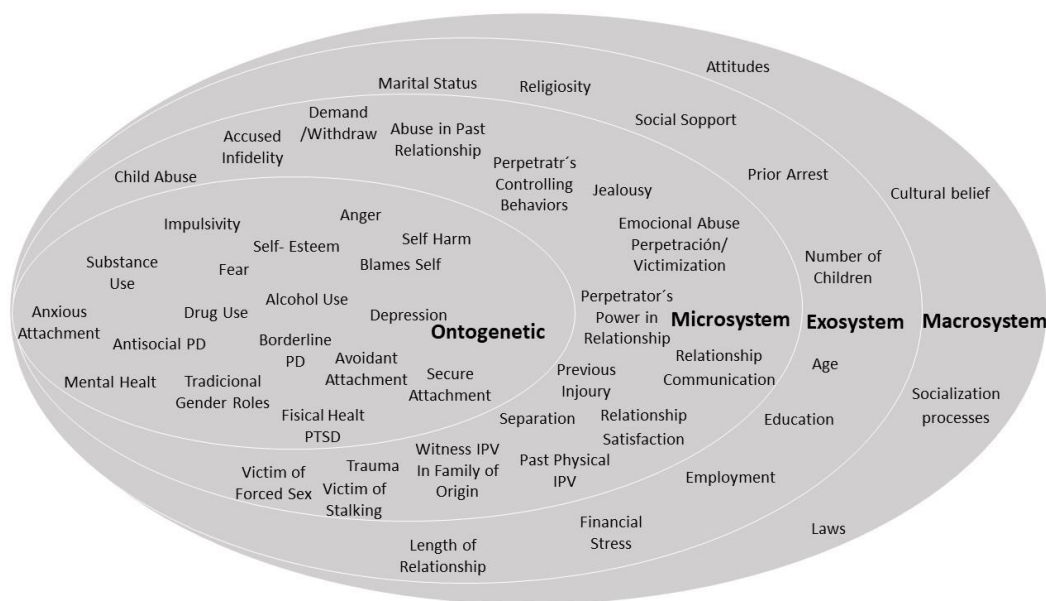 Attitudes
Marital Status
Religiosity
Demand
/Withdraw
Social Support
Accused
Infidelity
Abuse in Past
Relationship
Child Abuse
Perpetratr´s
Controlling
Behaviors
Jealousy
Prior Arrest
Cultural belief
Impulsivity
Anger
Self- Esteem
Self Harm
Emocional Abuse
Perpetración/
Victimization
Substance
Use
Fear
Blames Self
Number of
Children
Anxious
Attachment
Drug Use
Alcohol Use
Depression
Ontogenetic
Perpetrator´s
Power in
Relationship
Microsystem
Exosystem
Macrosystem
Antisocial PD
Borderline
PD
Avoidant
Attachment
Relationship
Communication
Age
Mental Healt
Tradicional
Gender Roles
Secure
Attachment
Previous
Injoury
Socialization
processes
Fisical Healt
PTSD
Separation
Relationship
Satisfaction
Education
Victim of
Forced Sex
Trauma
Victim of
Stalking
Witness IPV
In Family of
Origin
Past Physical
IPV
Employment
Length of
Relationship
Financial
Stress
Laws